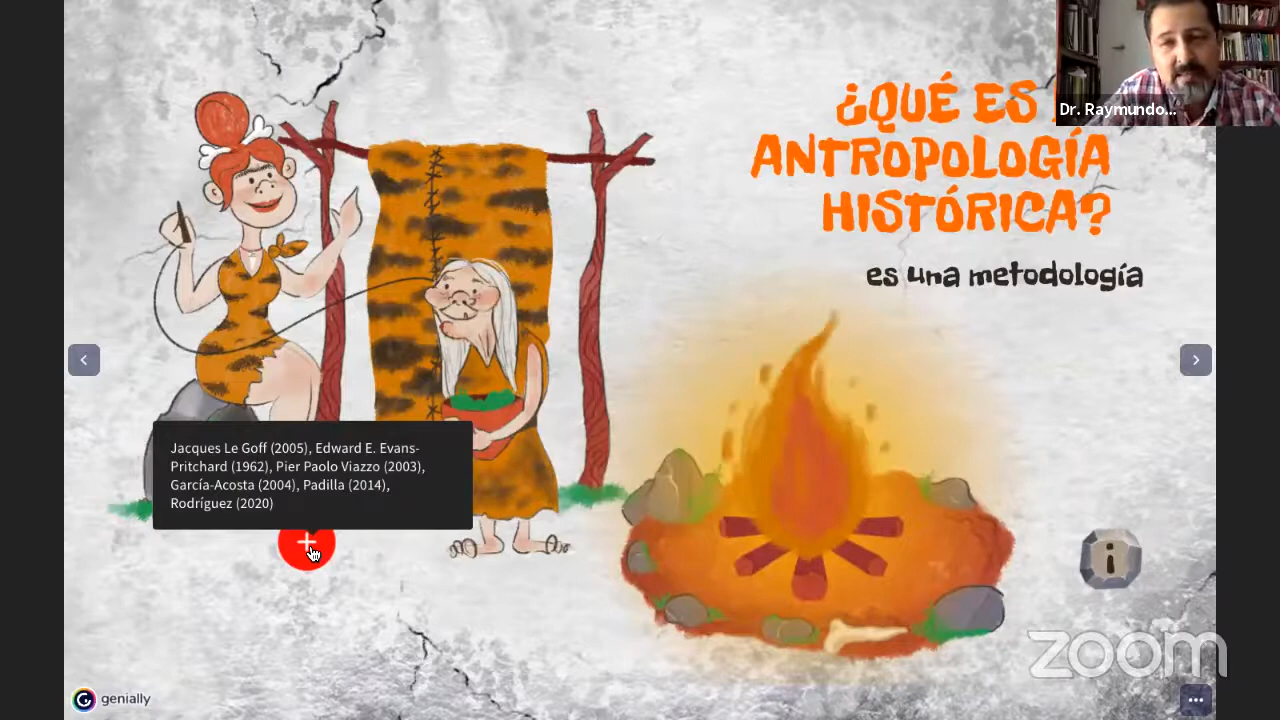 ¿QUÉ ES
ANTROPOLOGÍA
HISTÓRICA?
es una metodología
Dr. Raymundo...
Jacques Le Goff (2005), Edward E. Evans-
Pritchard (1962), Pier Paolo Viazzo (2003),
García-Acosta (2004), Padilla (2014),
Rodríguez (2020)
i
zoom
genially